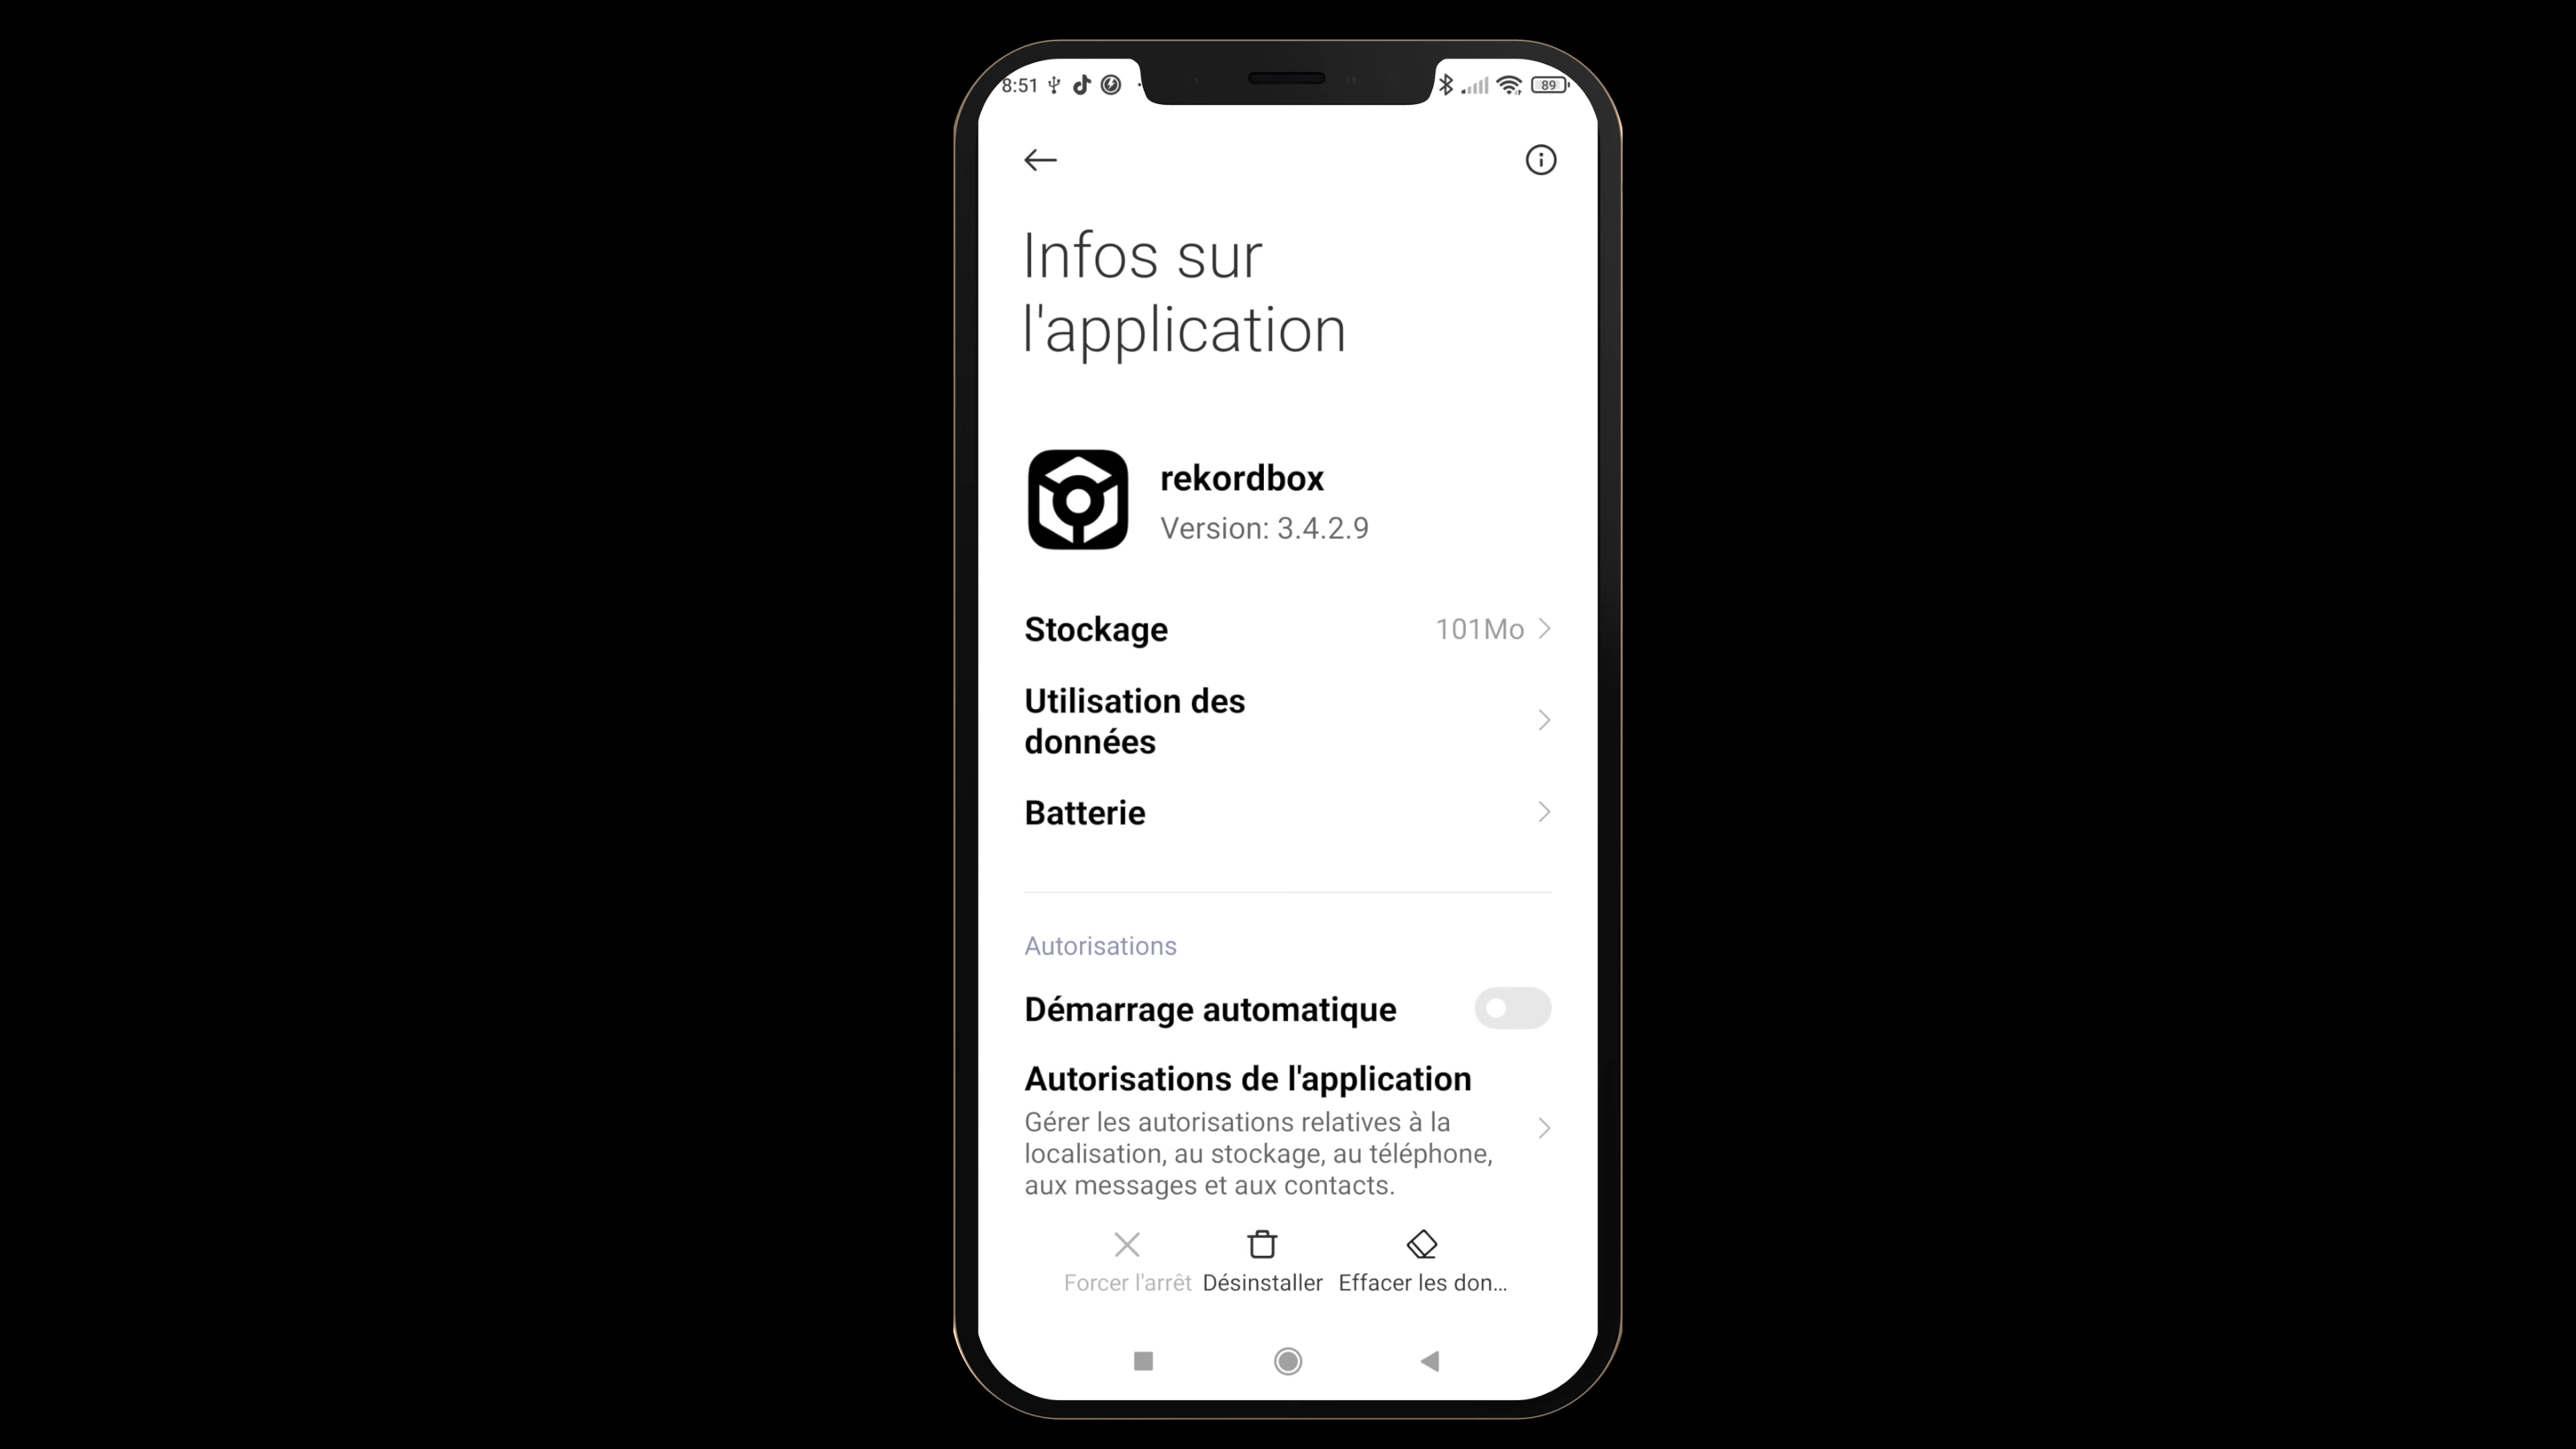 8:51
89
Infos sur
l'application
rekordbox
Version: 3.4.2.9
Stockage
101Mo
Utilisation des
données
Batterie
Autorisations
Démarrage automatique
Autorisations de l'application
Gérer les autorisations relatives à la
localisation, au stockage, au téléphone,
aux messages et aux contacts.
Forcer l'arrêt
Désinstaller
Effacer les don...